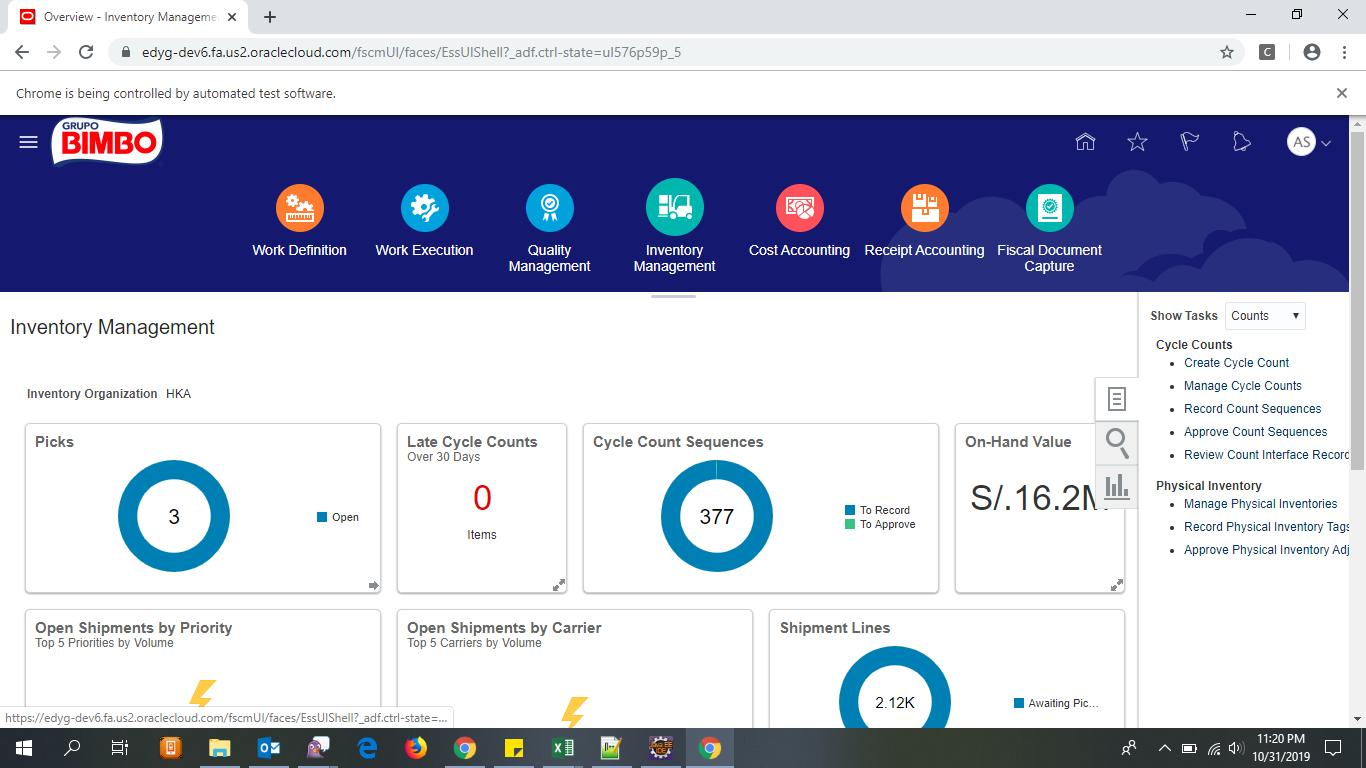 Overview - Inventory Manageme
edyg-dev6.fa.us2.oraclecloud.com/fscmUI/faces/EssUIShell?_adf.ctrl-state=ul576p59p_5
C
Chrome is being controlled by automated test software.
GRUPO
BIMBO
AS
Work Definition
Work Execution
Quality
Management
Inventory
Management
Cost Accounting
Receipt Accounting
Fiscal Document
Capture
Inventory Management
Show Tasks Counts
Cycle Counts
Create Cycle Count
Manage Cycle Counts
Record Count Sequences
Approve Count Sequences
Review Count Interface Record
Physical Inventory
Manage Physical Inventories
Record Physical Inventory Tags
Approve Physical Inventory Adj
Inventory Organization HKA
Picks
3
Open
Late Cycle Counts
Over 30 Days
0
Items
Cycle Count Sequences
377
To Record
To Approve
On-Hand Value
S/.16.2M
Open Shipments by Priority
Top 5 Priorities by Volume
Open Shipments by Carrier
Top 5 Carriers by Volume
Shipment Lines
2.12K
Awaiting Pic...
https://edyg-dev6.fa.us2.oraclecloud.com/fscmUI/faces/EssUIShell?_adf.ctrl-state=...
11:20 PM
10/31/2019